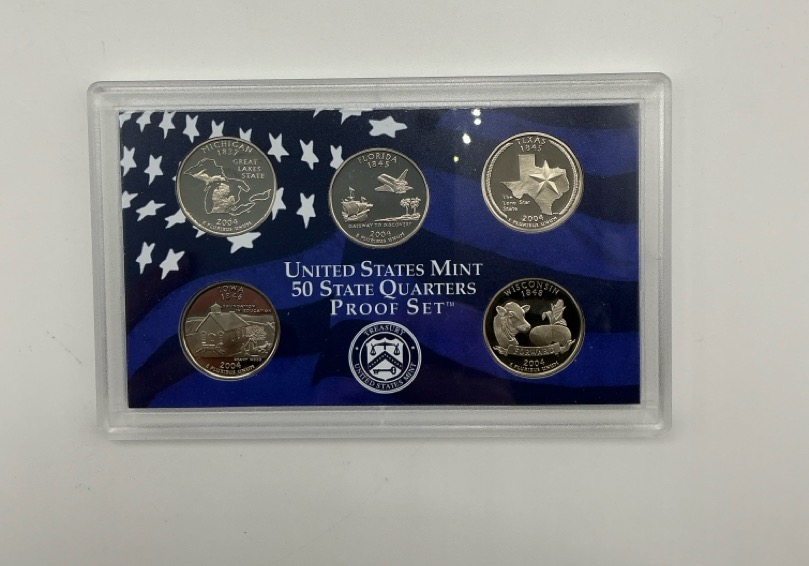 MICHIGAN
1837
GREAT
LAKES
STATE
2004
E PLURIBUS UNUM
FLORIDA
1845
GATEWAY TO DISCOVERY
2004
E PLURIBUS UNUM
TEXAS
1845
The
Lone Star
State
2004
E PLURIBUS UNUM
UNITED STATES MINT
50 STATE QUARTERS
PROOF SET™
IOWA
1846
FOUNDATION
IN EDUCATION
GRANT WOOD
2004
E PLURIBUS UNUM
TREASURY
UNITED STATES MINT
WISCONSIN
1848
FORWARD
2004
E PLURIBUS UNUM